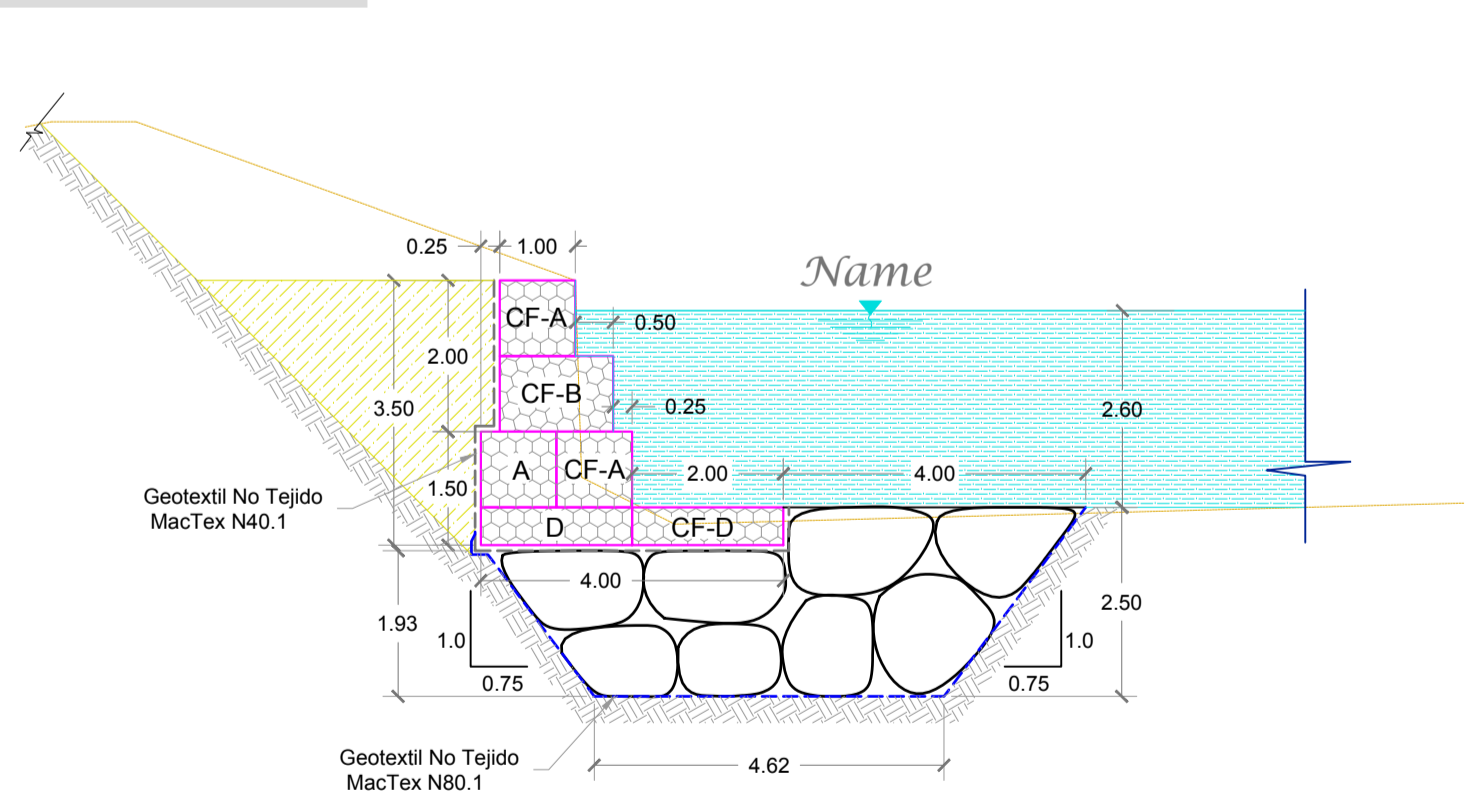 0.25
1.00
Name
CF-A
0.50
2.00
CF-B
3.50
0.25
2.60
A
CF-A
2.00
4.00
1.50
Geotextil No Tejido
MacTex N40.1
D
CF-D
4.00
1.93
2.50
1.0
1.0
0.75
0.75
Geotextil No Tejido
MacTex N80.1
4.62